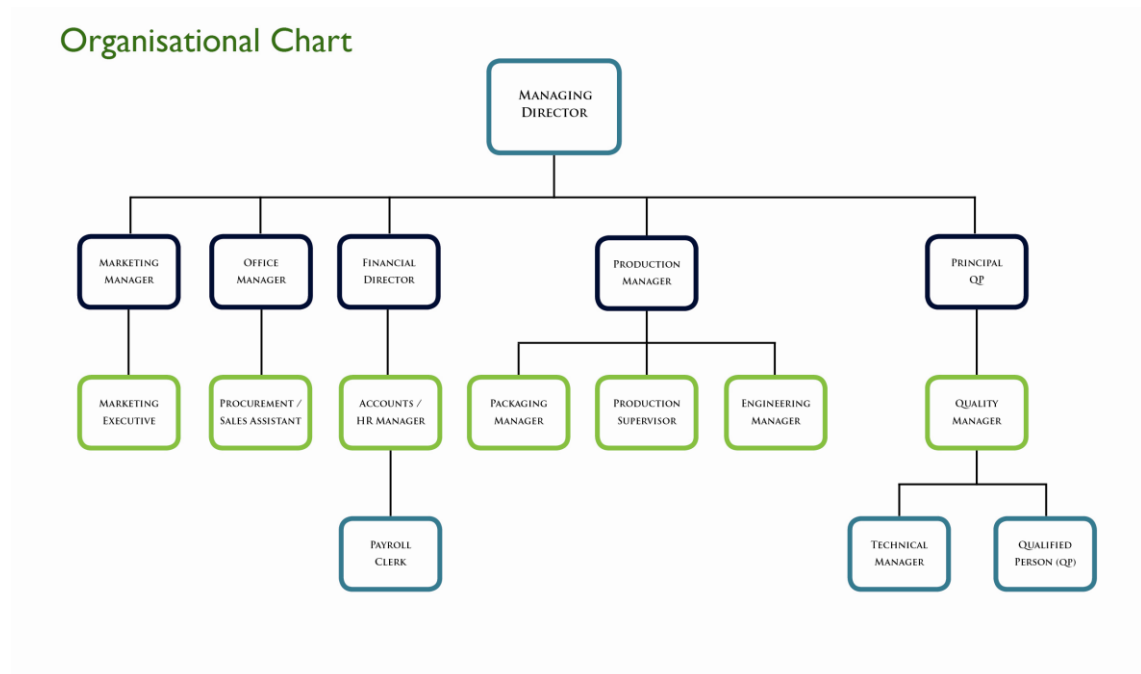 Organisational Chart
Managing
Director
Marketing
Manager
Office
Manager
Financial
Director
Production
Manager
Principal
QP
Marketing
Executive
Procurement /
Sales Assistant
Accounts /
HR Manager
Packaging
Manager
Production
Supervisor
Engineering
Manager
Quality
Manager
Payroll
Clerk
Technical
Manager
Qualified
Person (QP)